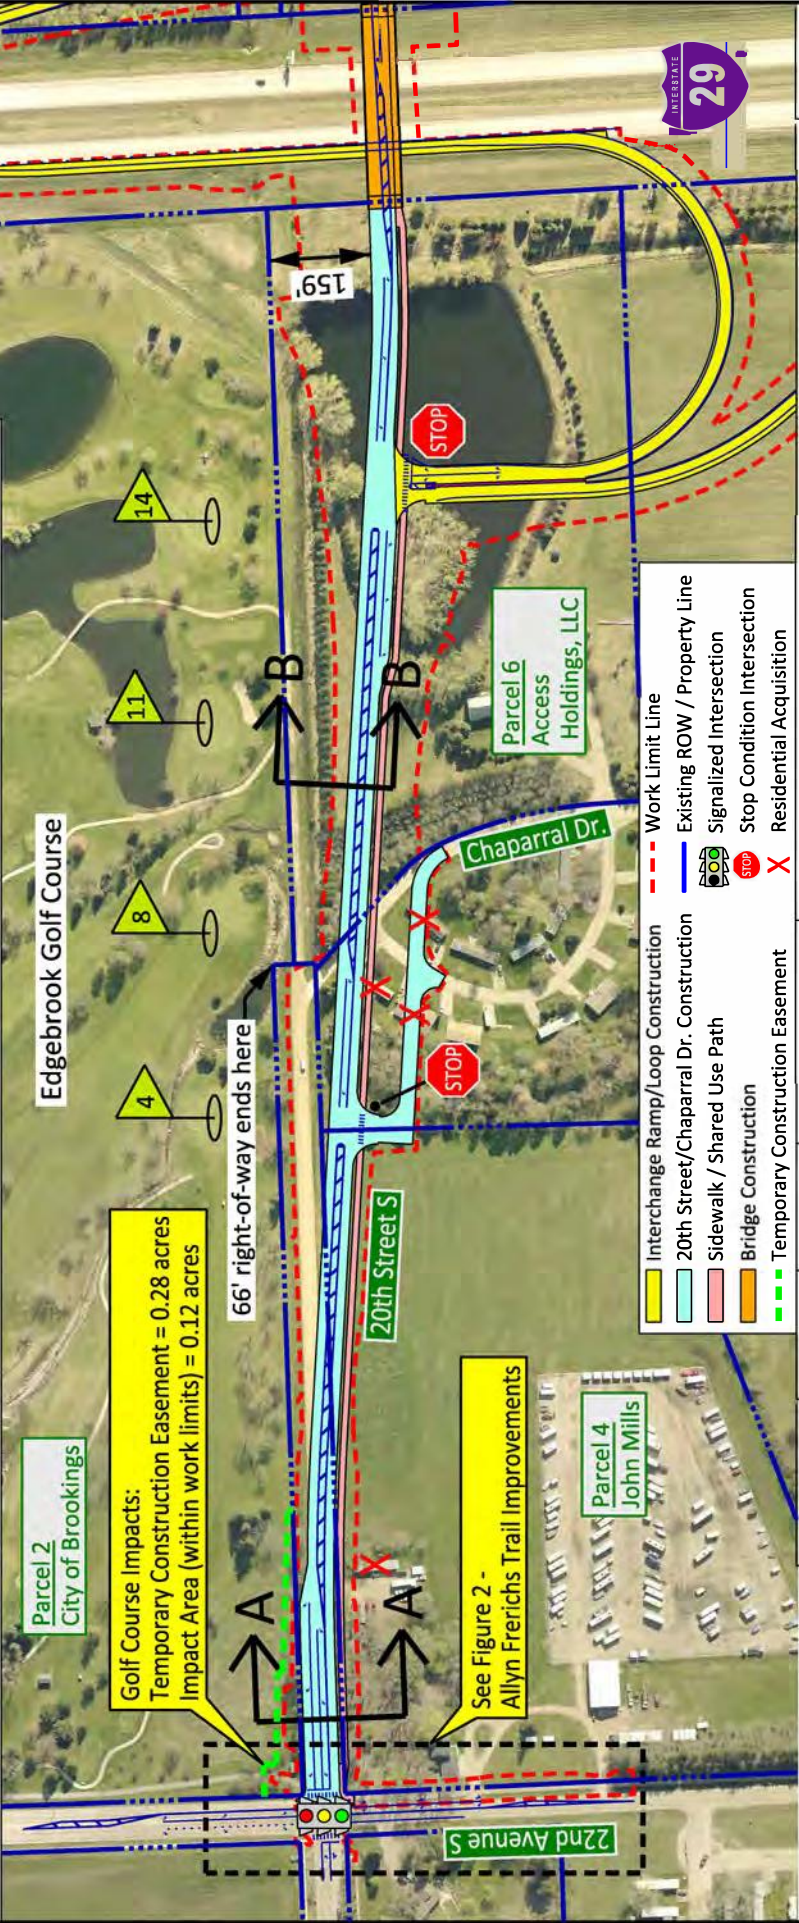 INTERSTATE
29
159'
STOP
14
11
8
4
Edgebrook Golf Course
66' right-of-way ends here
B
B
Parcel 6
Access
Holdings, LLC
Chaparral Dr.
STOP
20th Street S
Golf Course Impacts:
Temporary Construction Easement = 0.28 acres
Impact Area (within work limits) = 0.12 acres
Parcel 2
City of Brookings
A
A
See Figure 2 -
Allyn Frerichs Trail Improvements
Parcel 4
John Mills
22nd Avenue S
Interchange Ramp/Loop Construction
20th Street/Chaparral Dr. Construction
Sidewalk / Shared Use Path
Bridge Construction
Temporary Construction Easement
Work Limit Line
Existing ROW / Property Line
Signalized Intersection
STOP
Stop Condition Intersection
Residential Acquisition